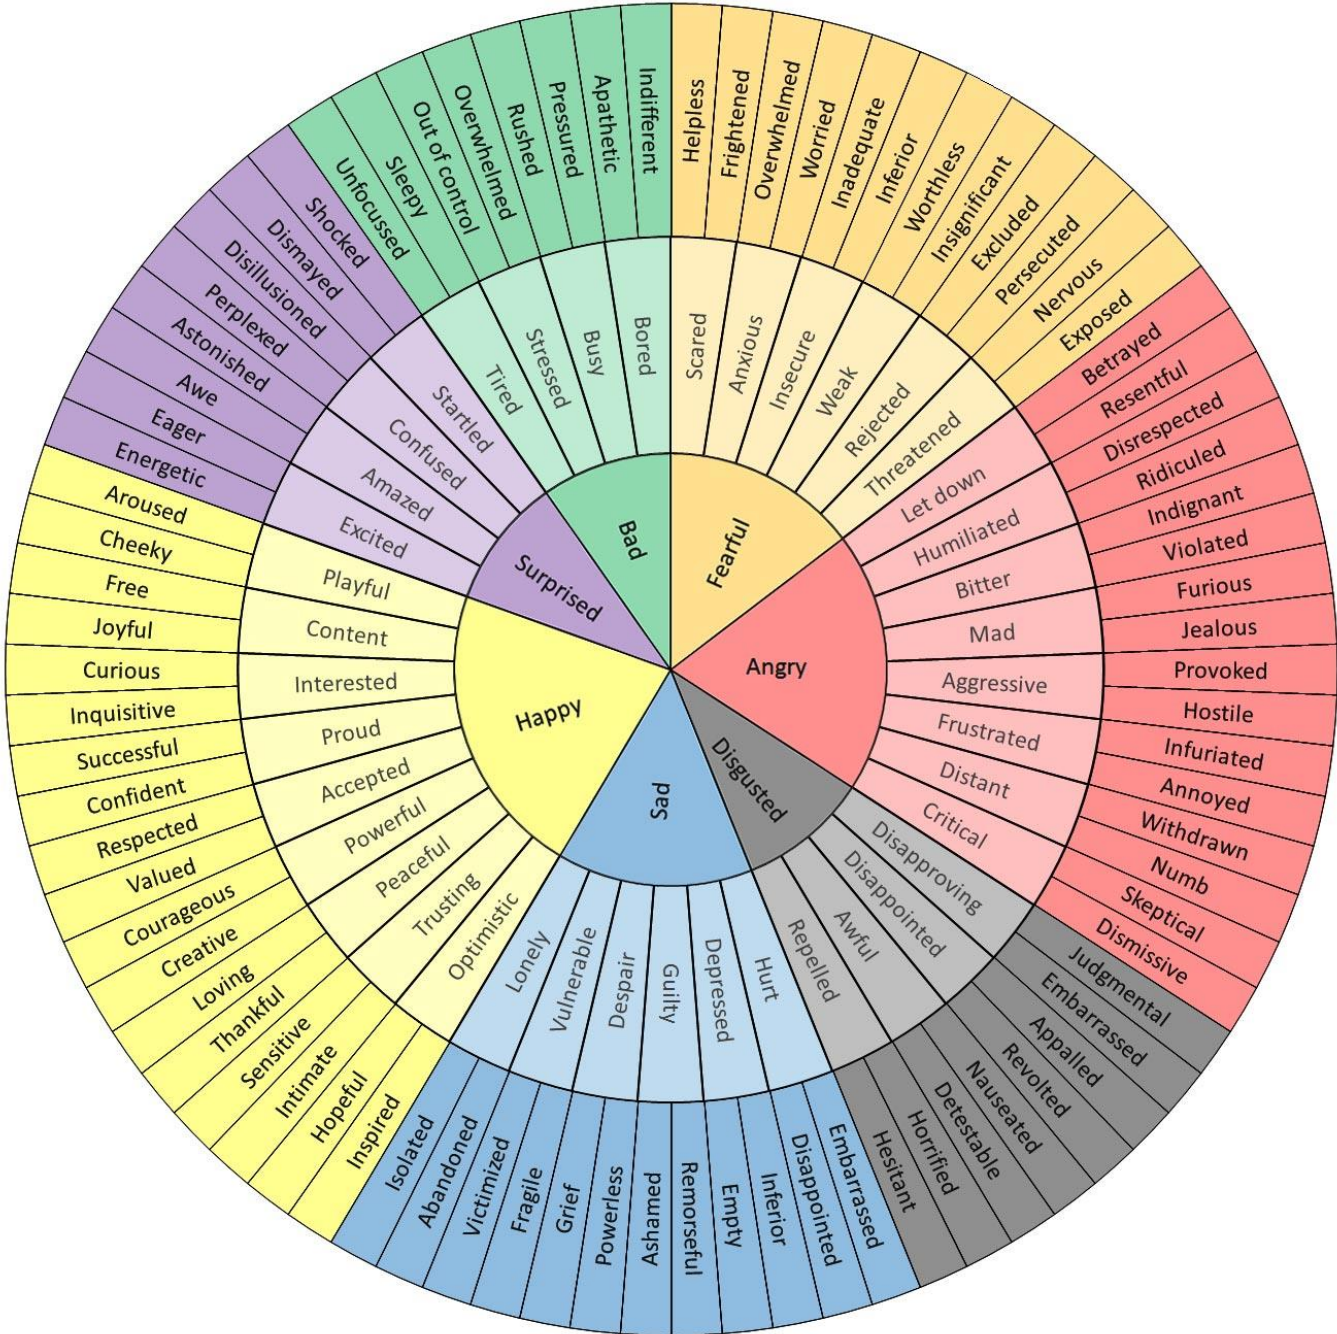 Fearful
Angry
Disgusted
Sad
Happy
Surprised
Bad
Scared
Anxious
Insecure
Weak
Rejected
Threatened
Let down
Humiliated
Bitter
Mad
Aggressive
Frustrated
Distant
Critical
Disapproving
Disappointed
Awful
Repelled
Hurt
Depressed
Guilty
Despair
Vulnerable
Lonely
Optimistic
Trusting
Peaceful
Powerful
Accepted
Proud
Interested
Content
Playful
Excited
Amazed
Confused
Startled
Tired
Stressed
Busy
Bored
Helpless
Frightened
Overwhelmed
Worried
Inadequate
Inferior
Worthless
Insignificant
Excluded
Persecuted
Nervous
Exposed
Betrayed
Resentful
Disrespected
Ridiculed
Indignant
Violated
Furious
Jealous
Provoked
Hostile
Infuriated
Annoyed
Withdrawn
Numb
Skeptical
Dismissive
Judgmental
Embarrassed
Appalled
Revolted
Nauseated
Detestable
Horrified
Hesitant
Embarrassed
Disappointed
Inferior
Empty
Remorseful
Ashamed
Powerless
Grief
Fragile
Victimized
Abandoned
Isolated
Inspired
Hopeful
Intimate
Sensitive
Thankful
Loving
Creative
Courageous
Valued
Respected
Confident
Successful
Inquisitive
Curious
Joyful
Free
Cheeky
Aroused
Energetic
Eager
Awe
Astonished
Perplexed
Disillusioned
Dismayed
Shocked
Unfocussed
Sleepy
Out of control
Overwhelmed
Rushed
Pressured
Apathetic
Indifferent